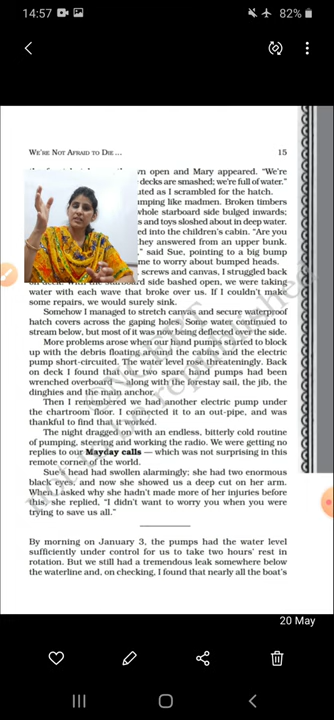 14:57
82%
WE'RE NOT AFRAID TO DIE ...
15
wn open and Mary appeared. "We're
decks are smashed; we're full of water."
uted as I scrambled for the hatch.
mping like madmen. Broken timbers
whole starboard side bulged inwards;
s and toys sloshed about in deep water.
ed into the children's cabin. "Are you
hey answered from an upper bunk.
" said Sue, pointing to a big bump
me to worry about bumped heads.
, screws and canvas, I struggled back
side bashed open, we were taking
water with each wave that broke over us. If I couldn't make
some repairs, we would surely sink.
Somehow I managed to stretch canvas and secure waterproof
hatch covers across the gaping holes. Some water continued to
stream below, but most of it was now being deflected over the side.
More problems arose when our hand pumps started to block
up with the debris floating around the cabins and the electric
pump short-circuited. The water level rose threateningly. Back
on deck I found that our two spare hand pumps had been
wrenched overboard — along with the forestay sail, the jib, the
dinghies and the main anchor.
Then I remembered we had another electric pump under
the chartroom floor. I connected it to an out-pipe, and was
thankful to find that it worked.
The night dragged on with an endless, bitterly cold routine
of pumping, steering and working the radio. We were getting no
replies to our Mayday calls — which was not surprising in this
remote corner of the world.
Sue's head had swollen alarmingly; she had two enormous
black eyes, and now she showed us a deep cut on her arm.
When I asked why she hadn't made more of her injuries before
this, she replied, "I didn't want to worry you when you were
trying to save us all."
By morning on January 3, the pumps had the water level
sufficiently under control for us to take two hours' rest in
rotation. But we still had a tremendous leak somewhere below
the waterline and, on checking, I found that nearly all the boat's
20 May